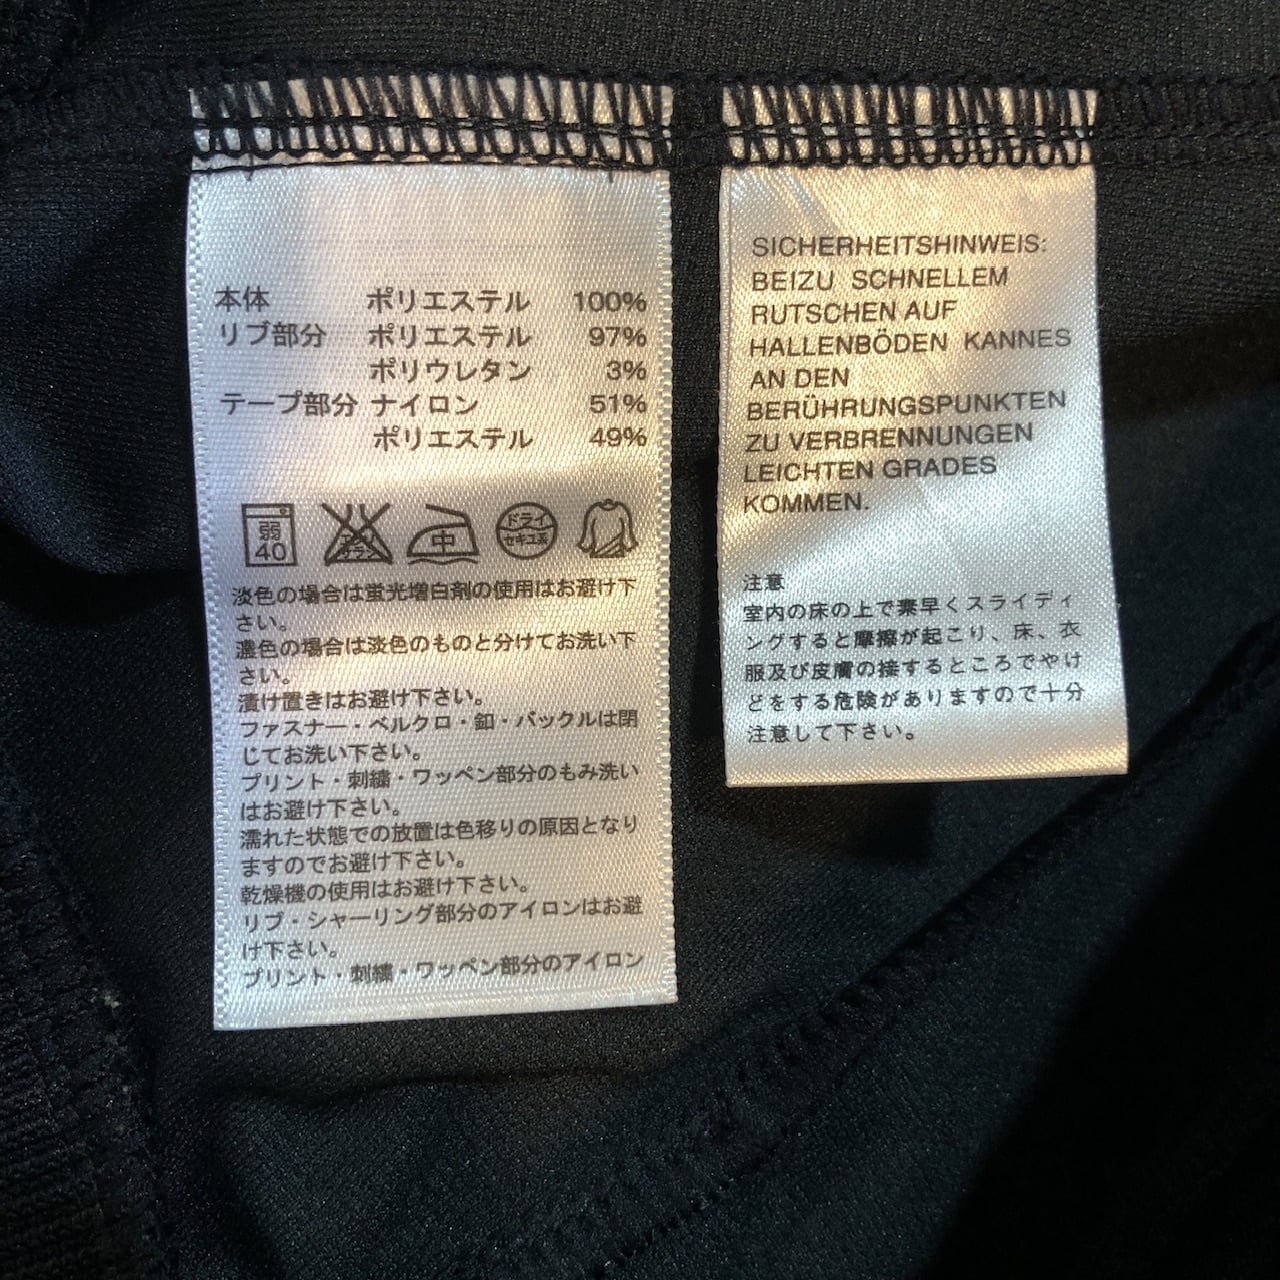 本体 ポリエステル 100%
リブ部分 ポリエステル 97%
ポリウレタン 3%
テープ部分 ナイロン 51%
ポリエステル 49%
弱
40
エンソ
サラシ
中
ドライ
セキユ系
淡色の場合は蛍光増白剤の使用はお避け下
さい。
濃色の場合は淡色のものと分けてお洗い下
さい。
漬け置きはお避け下さい。
ファスナー・ベルクロ・釦・バックルは閉
じてお洗い下さい。
プリント・刺繍・ワッペン部分のもみ洗い
はお避け下さい。
濡れた状態での放置は色移りの原因となり
ますのでお避け下さい。
乾燥機の使用はお避け下さい。
リブ・シャーリング部分のアイロンはお避
け下さい。
プリント・刺繍・ワッペン部分のアイロン
SICHERHEITSHINWEIS:
BEIZU SCHNELLEM
RUTSCHEN AUF
HALLENBÖDEN KANNES
AN DEN
BERÜHRUNGSPUNKTEN
ZU VERBRENNUNGEN
LEICHTEN GRADES
KOMMEN.
注意
室内の床の上で素早くスライディ
ングすると摩擦が起こり、床、衣
服及び皮膚の接するところでやけ
どをする危険がありますので十分
注意して下さい。